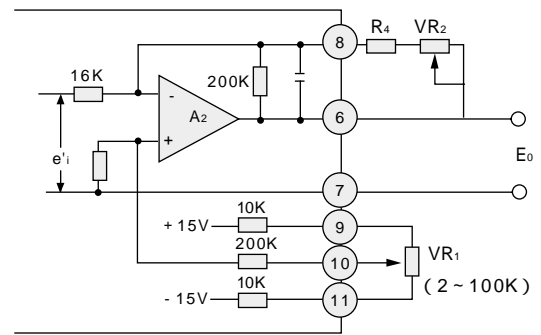 8 R4 VR2
16K 200K
- A2 +
6
e'i E0
7
10K
+15V 9
200K VR1
10 (2~100K)
10K
-15V 11